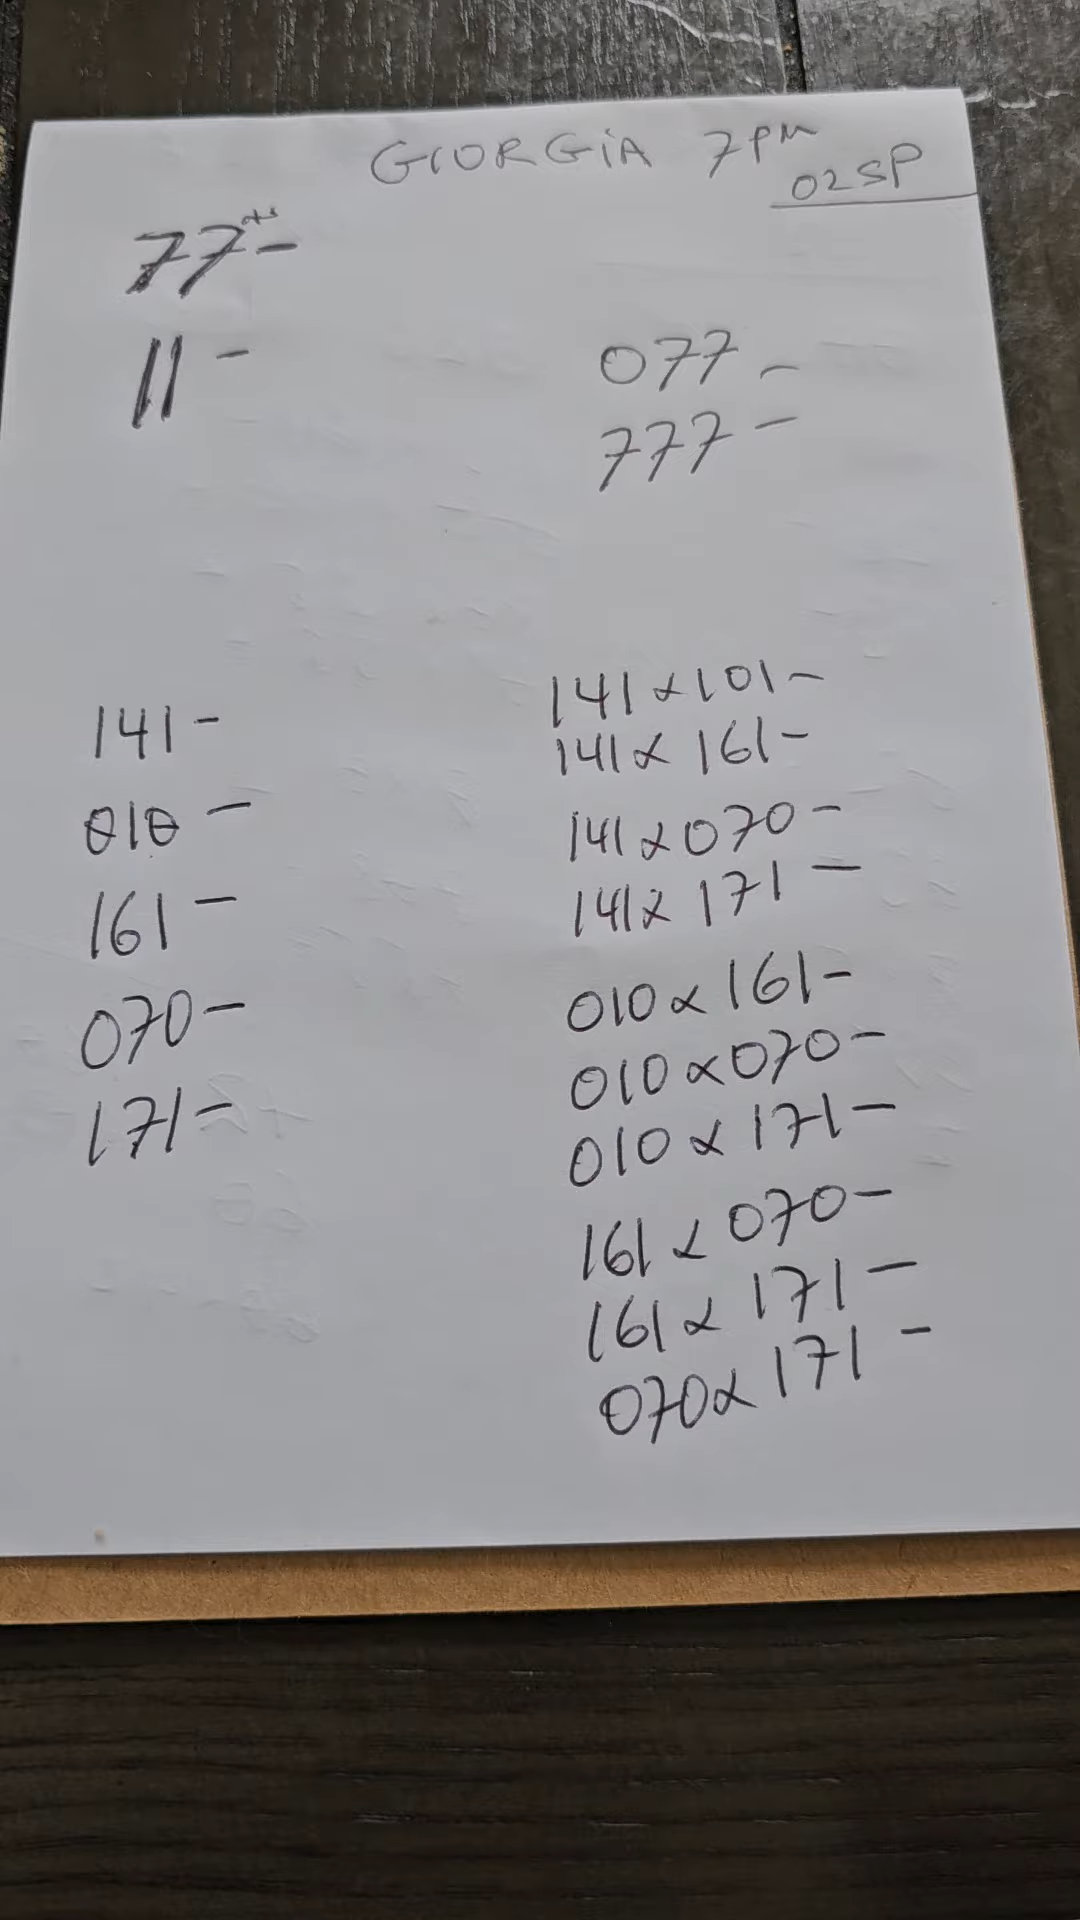 GIORGIA 7PM
02SP
77-
11-
077-
777-
141-
010-
161-
070-
171-
141x101-
141x161-
141x070-
141x171-
010x161-
010x070-
010x171-
161x070-
161x171-
070x171-